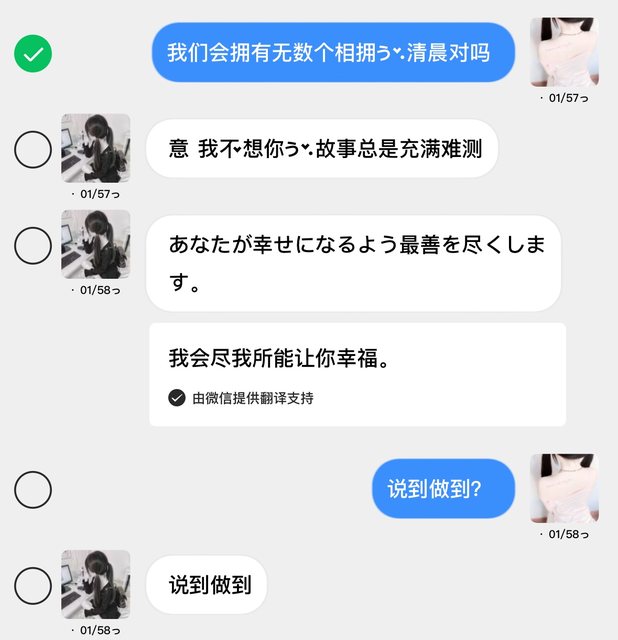 我们会拥有无数个相拥う˘ ³清晨对吗
· 01/57っ
意 我不想你う˘ ³故事总是充满难测
· 01/57っ
あなたが幸せになるよう最善を尽くしま
す。
· 01/58っ
我会尽我所能让你幸福。
由微信提供翻译支持
说到做到?
· 01/58っ
说到做到
· 01/58っ